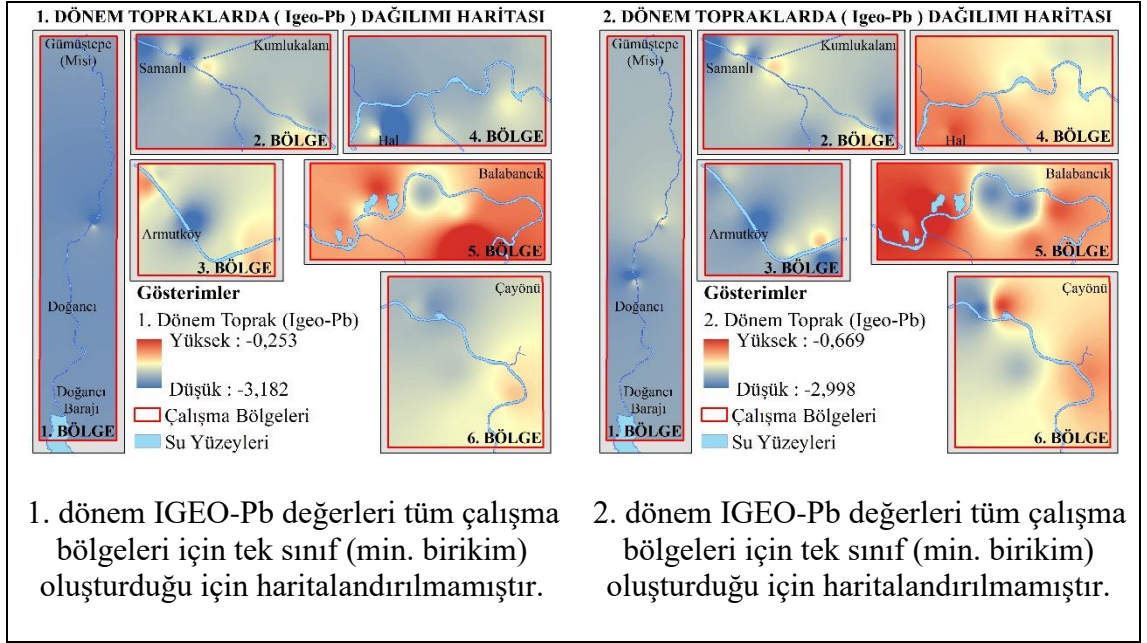 1. DÖNEM TOPRAKLARDA ( Igeo-Pb ) DAĞILIMI HARİTASI
Gümüştepe
(Misi)
Doğancı
Doğancı
Barajı
1. BÖLGE
Kumlukalanı
Samanlı
2. BÖLGE
Hal
4. BÖLGE
Armutköy
3. BÖLGE
Balabancık
5. BÖLGE
Çayönü
6. BÖLGE
Gösterimler
1. Dönem Toprak (Igeo-Pb)
Yüksek : -0,253
Düşük : -3,182
Çalışma Bölgeleri
Su Yüzeyleri
2. DÖNEM TOPRAKLARDA ( Igeo-Pb ) DAĞILIMI HARİTASI
Gümüştepe
(Misi)
Doğancı
Doğancı
Barajı
1. BÖLGE
Kumlukalanı
Samanlı
2. BÖLGE
Hal
4. BÖLGE
Armutköy
3. BÖLGE
Balabancık
5. BÖLGE
Çayönü
6. BÖLGE
Gösterimler
2. Dönem Toprak (Igeo-Pb)
Yüksek : -0,669
Düşük : -2,998
Çalışma Bölgeleri
Su Yüzeyleri
1. dönem IGEO-Pb değerleri tüm çalışma
bölgeleri için tek sınıf (min. birikim)
oluşturduğu için haritalandırılmamıştır.
2. dönem IGEO-Pb değerleri tüm çalışma
bölgeleri için tek sınıf (min. birikim)
oluşturduğu için haritalandırılmamıştır.